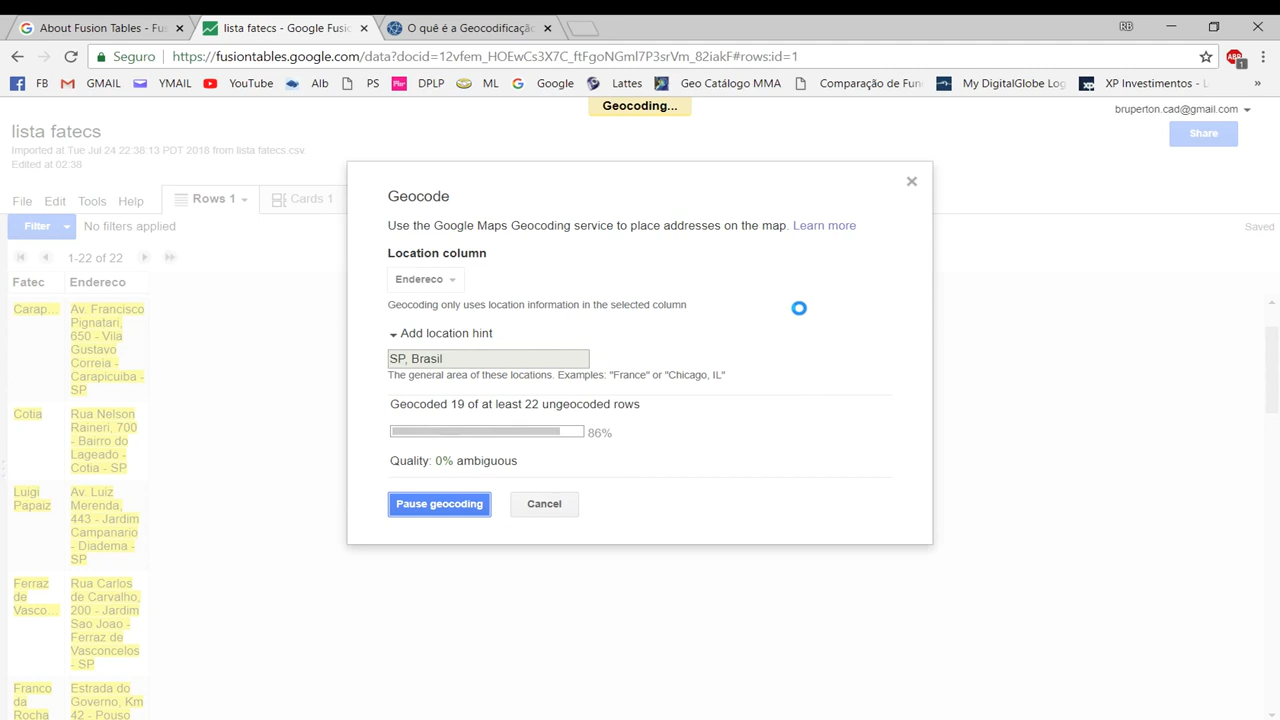 About Fusion Tables - Fus
lista fatecs - Google Fusio
O quê é a Geocodificação
RB
Seguro
https://fusiontables.google.com/data?docid=12vfem_HOEwCs3X7C_ftFgoNGmI7P3srVm_82iakF#rows:id=1
ABP
1
FB
GMAIL
YMAIL
YouTube
Alb
PS
DPLP
ML
Google
Lattes
Geo Catálogo MMA
Comparação de Fun
My DigitalGlobe Log
XP Investimentos - L
»
Geocoding...
bruperton.cad@gmail.com
lista fatecs
Imported at Tue Jul 24 22:38:13 PDT 2018 from lista fatecs.csv.
Edited at 02.38
Share
File Edit Tools Help
Rows 1
Cards 1
Filter
No filters applied
Saved
1-22 of 22
Fatec Endereco
Carap...
Av. Francisco
Pignatari,
650 - Vila
Gustavo
Correia -
Carapicuiba -
SP
Cotia
Rua Nelson
Raineri, 700
- Bairro do
Lageado -
Cotia - SP
Luigi
Papaiz
Av. Luiz
Merenda,
443 - Jardim
Campanario
- Diadema -
SP
Ferraz
de
Vasco...
Rua Carlos
de Carvalho,
200 - Jardim
Sao Joao -
Ferraz de
Vasconcelos
- SP
Franco
da
Rocha
Estrada do
Governo, Km
42 - Pouso
Geocode
Use the Google Maps Geocoding service to place addresses on the map. Learn more
Location column
Endereco
Geocoding only uses location information in the selected column
Add location hint
SP, Brasil
The general area of these locations. Examples: "France" or "Chicago, IL"
Geocoded 19 of at least 22 ungeocoded rows
86%
Quality: 0% ambiguous
Pause geocoding
Cancel